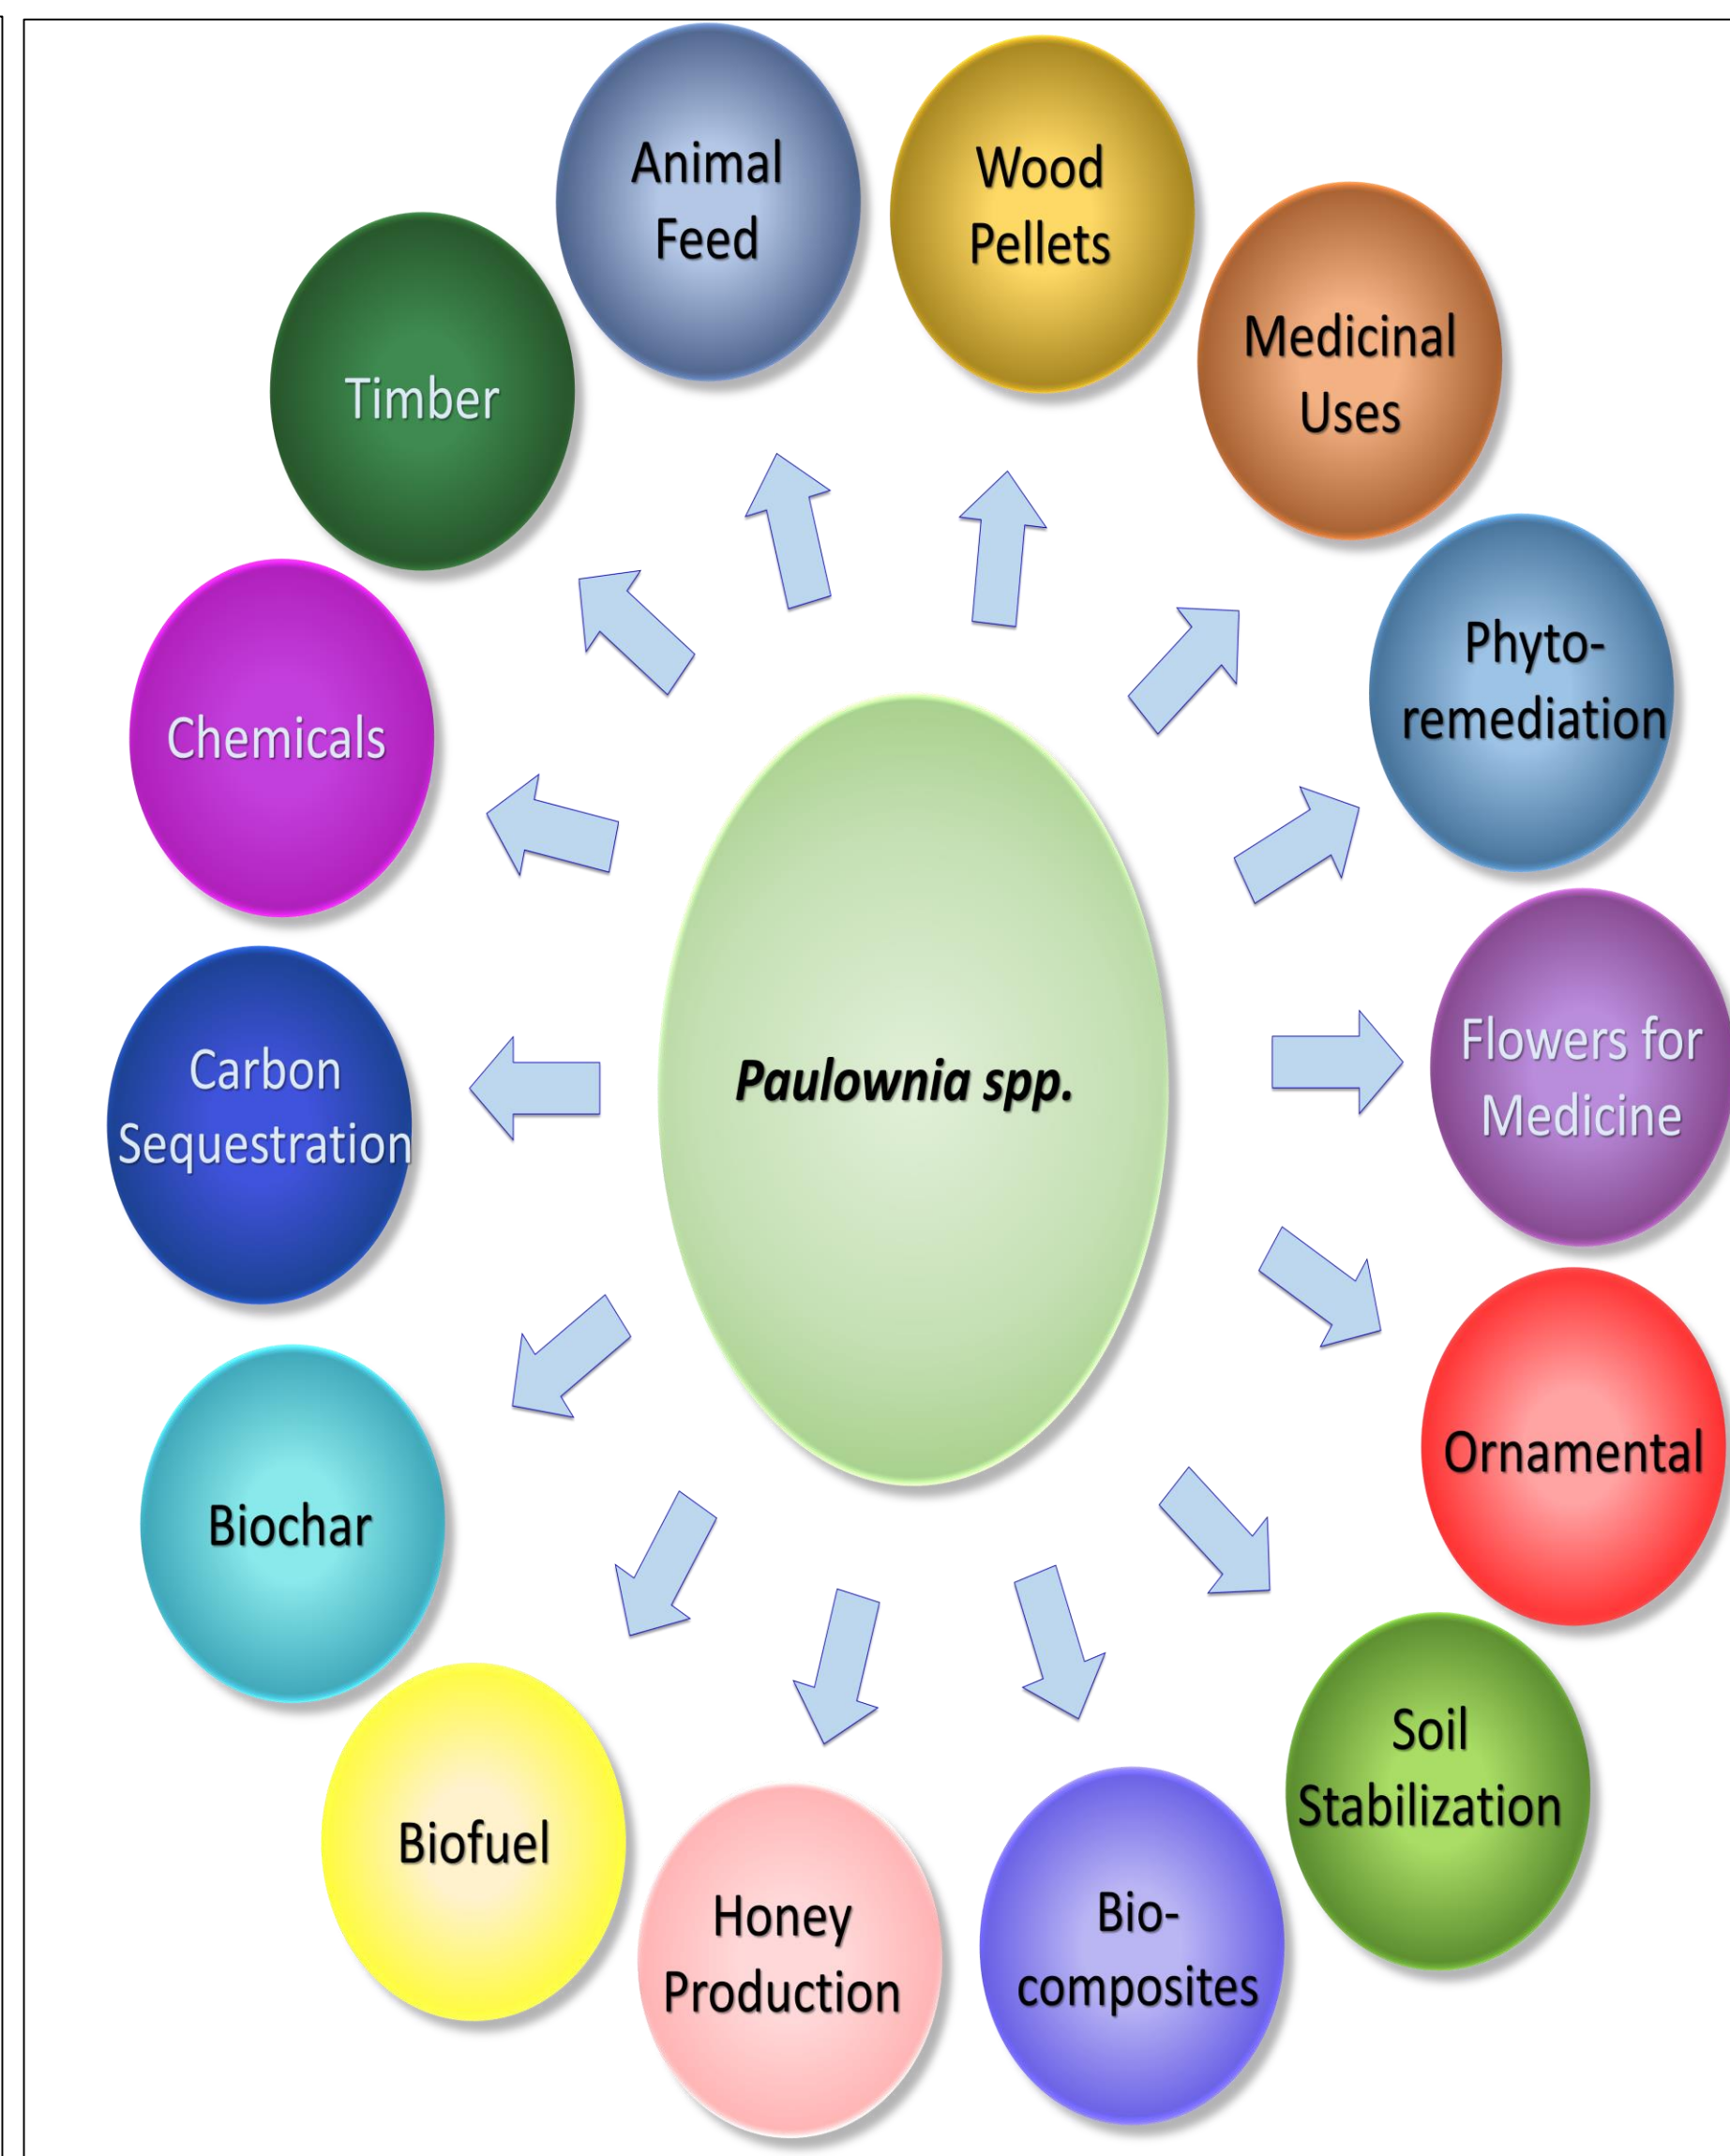 Animal
Feed
Wood
Pellets
Medicinal
Uses
Phyto-
remediation
Flowers for
Medicine
Ornamental
Soil
Stabilization
Bio-
composites
Honey
Production
Biofuel
Biochar
Carbon
Sequestration
Chemicals
Timber
Paulownia spp.